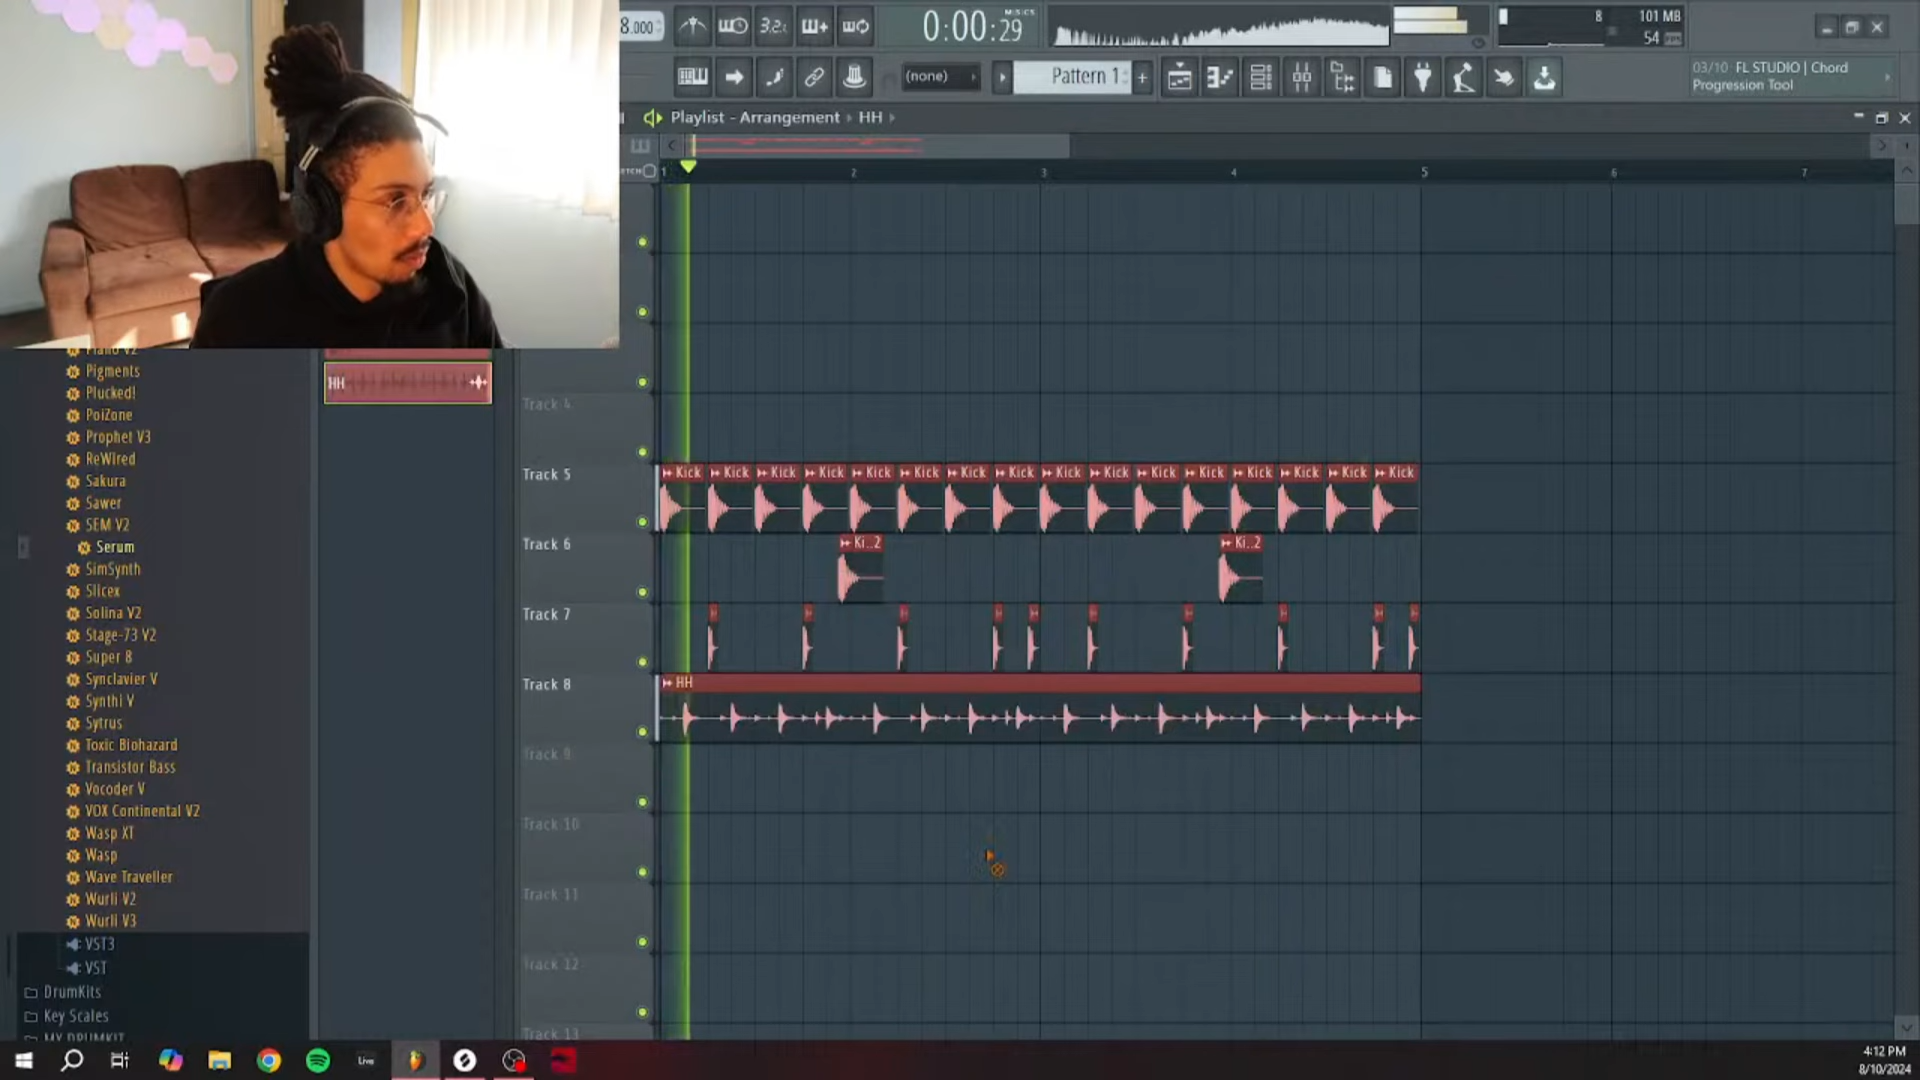 8.000
3.2
0:00:29
M:S:CS
8
101 MB
54
(none)
Pattern 1
03/10 FL STUDIO | Chord
Progression Tool
Playlist - Arrangement
HH
1
2
3
4
5
6
7
Pigments
Plucked!
PoiZone
Prophet V3
ReWired
Sakura
Sawer
SEM V2
Serum
SimSynth
Slicex
Solina V2
Stage-73 V2
Super 8
Synclavier V
Synthi V
Sytrus
Toxic Biohazard
Transistor Bass
Vocoder V
VOX Continental V2
Wasp XT
Wasp
Wave Traveller
Wurli V2
Wurli V3
VST3
VST
DrumKits
Key Scales
MY DRUMKIT
HH
Track 4
Track 5
Kick Kick Kick Kick Kick Kick Kick Kick Kick Kick Kick Kick Kick Kick Kick Kick
Track 6
Ki..2
Ki..2
Track 7
Track 8
HH
Track 9
Track 10
Track 11
Track 12
Track 13
Live
4:12 PM
8/10/2024